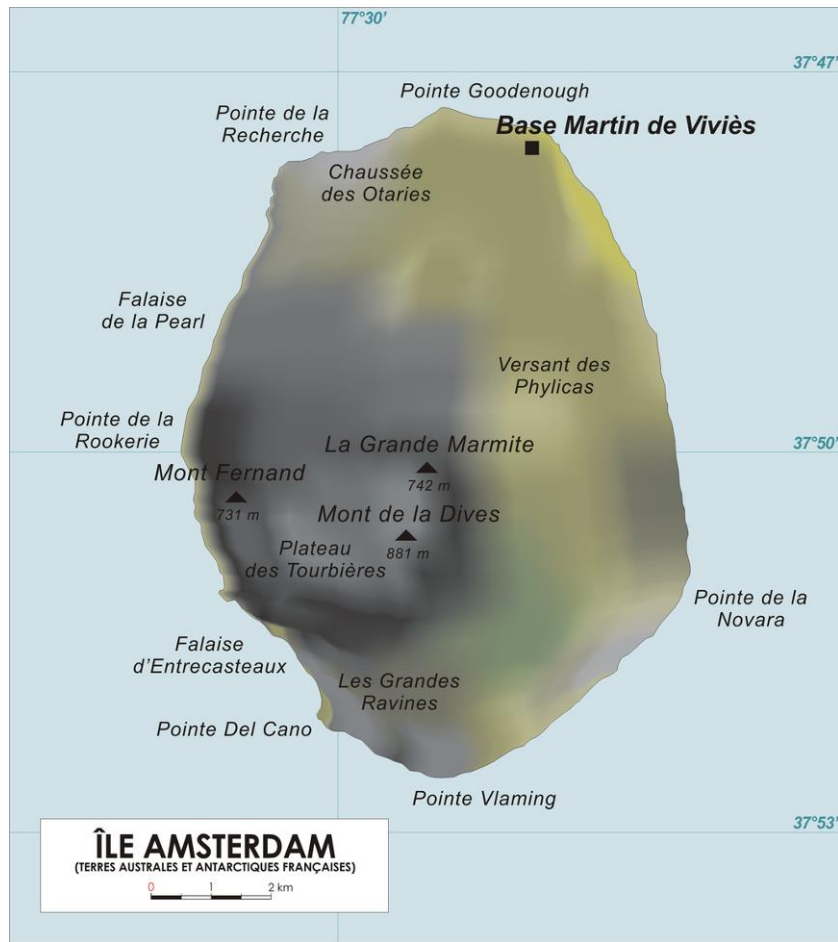 77°30'
37°47'
Pointe Goodenough
Pointe de la
Recherche
Base Martin de Viviès
Chaussée
des Otaries
Falaise
de la Pearl
Versant des
Phylicas
Pointe de la
Rookerie
La Grande Marmite
742 m
37°50'
Mont Fernand
731 m
Mont de la Dives
881 m
Plateau
des Tourbières
Pointe de la
Novara
Falaise
d'Entrecasteaux
Les Grandes
Ravines
Pointe Del Cano
Pointe Vlaming
37°53'
ÎLE AMSTERDAM
(TERRES AUSTRALES ET ANTARCTIQUES FRANÇAISES)
0 1 2 km